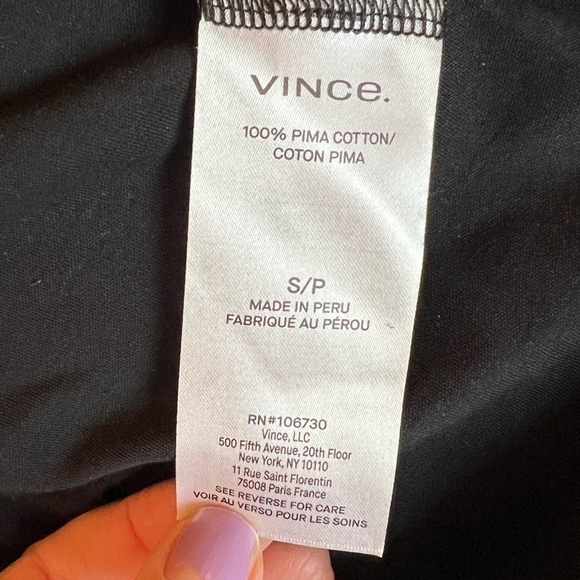 VINCE.
100% PIMA COTTON/
COTON PIMA
S/P
MADE IN PERU
FABRIQUÉ AU PÉROU
RN#106730
Vince, LLC
500 Fifth Avenue, 20th Floor
New York, NY 10110
11 Rue Saint Florentin
75008 Paris France
SEE REVERSE FOR CARE
VOIR AU VERSO POUR LES SOINS